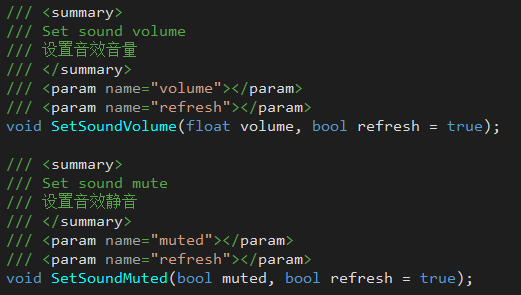 /// <summary>
/// Set sound volume
/// 设置音效音量
/// </summary>
/// <param name="volume"></param>
/// <param name="refresh"></param>
void SetSoundVolume(float volume, bool refresh = true);
/// <summary>
/// Set sound mute
/// 设置音效静音
/// </summary>
/// <param name="muted"></param>
/// <param name="refresh"></param>
void SetSoundMuted(bool muted, bool refresh = true);